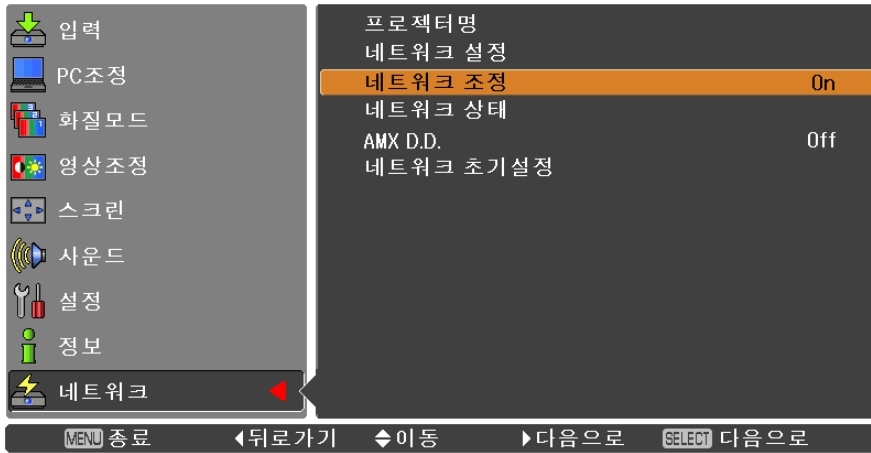 입력
PC조정
화질모드
영상조정
스크린
사운드
설정
정보
네트워크
프로젝터명
네트워크 설정
네트워크 조정 On
네트워크 상태
AMX D.D. Off
네트워크 초기설정
MENU 종료 뒤로가기 이동 다음으로 SELECT 다음으로